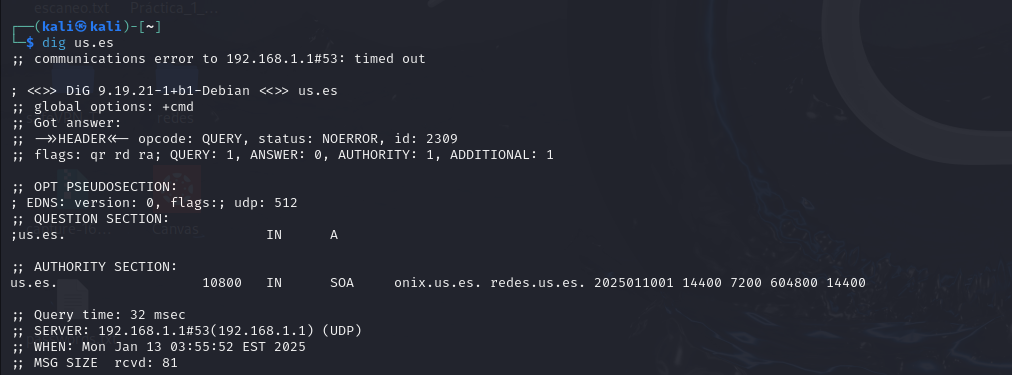 escaneo.txt Practica_1_...
┌──(kali㉿kali)-[~]
└─$ dig us.es
;; communications error to 192.168.1.1#53: timed out
; <<>> DiG 9.19.21-1+b1-Debian <<>> us.es
;; global options: +cmd
;; Got answer:
;; ->>HEADER<<- opcode: QUERY, status: NOERROR, id: 2309
;; flags: qr rd ra; QUERY: 1, ANSWER: 0, AUTHORITY: 1, ADDITIONAL: 1
;; OPT PSEUDOSECTION:
; EDNS: version: 0, flags:; udp: 512
;; QUESTION SECTION:
;us.es. IN A
;; AUTHORITY SECTION:
us.es. 10800 IN SOA onix.us.es. redes.us.es. 2025011001 14400 7200 604800 14400
;; Query time: 32 msec
;; SERVER: 192.168.1.1#53(192.168.1.1) (UDP)
;; WHEN: Mon Jan 13 03:55:52 EST 2025
;; MSG SIZE rcvd: 81
redes
Canvas